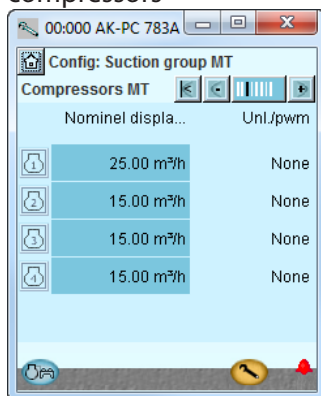 compressors
00:000 AK-PC 783A
Config: Suction group MT
Compressors MT
Nominel displa... Unl./pwm
1 25.00 m³/h None
2 15.00 m³/h None
3 15.00 m³/h None
4 15.00 m³/h None